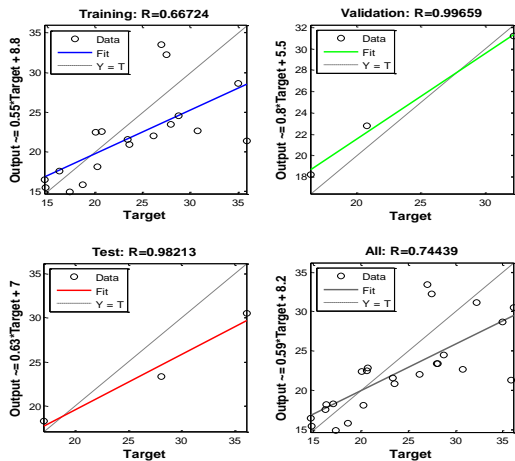 Training: R=0.66724
Output ~= 0.55*Target + 8.8
35
30
25
20
15
Data
Fit
Y = T
15 20 25 30 35
Target
Validation: R=0.99659
Output ~= 0.8*Target + 5.5
32
30
28
26
24
22
20
18
Data
Fit
Y = T
20 25 30
Target
Test: R=0.98213
Output ~= 0.63*Target + 7
35
30
25
20
Data
Fit
Y = T
20 25 30 35
Target
All: R=0.74439
Output ~= 0.59*Target + 8.2
35
30
25
20
15
Data
Fit
Y = T
15 20 25 30 35
Target